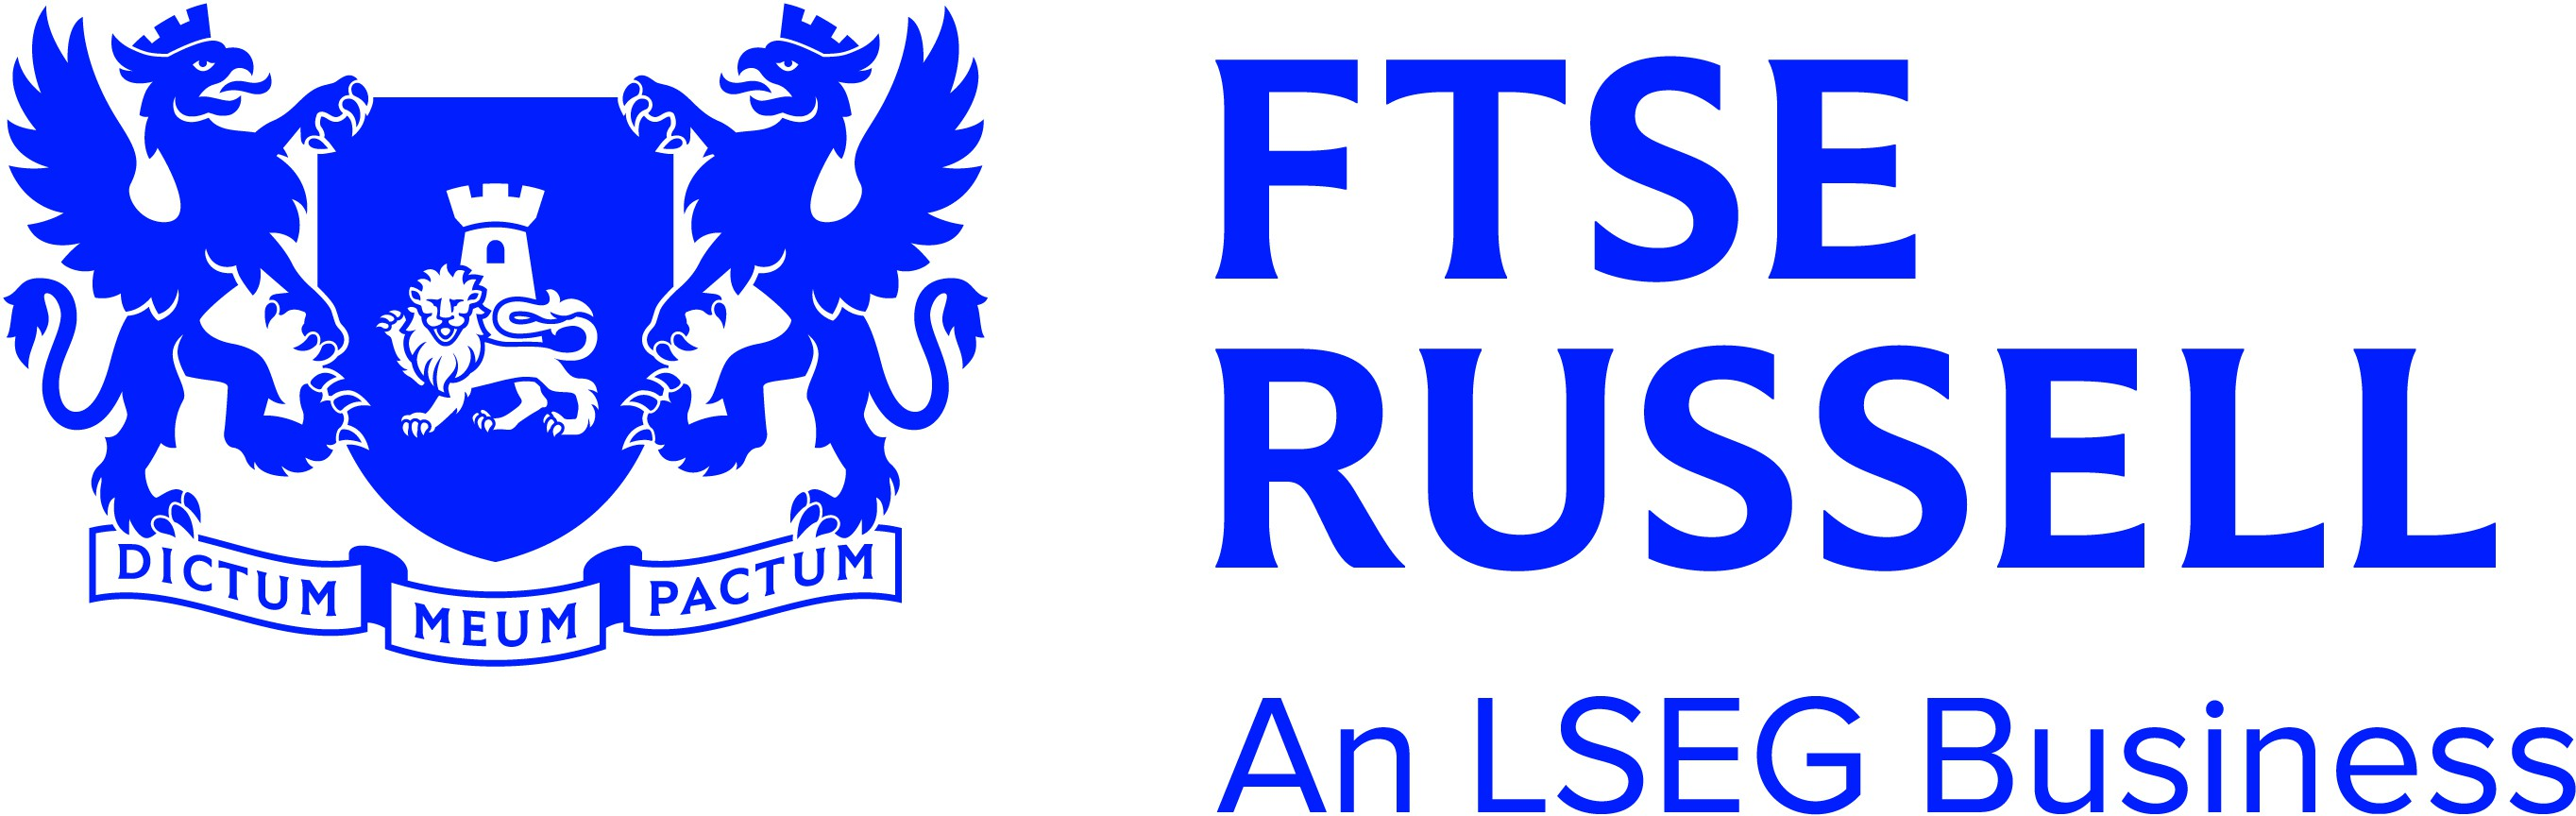 DICTUM MEUM PACTUM
FTSE
RUSSELL
An LSEG Business